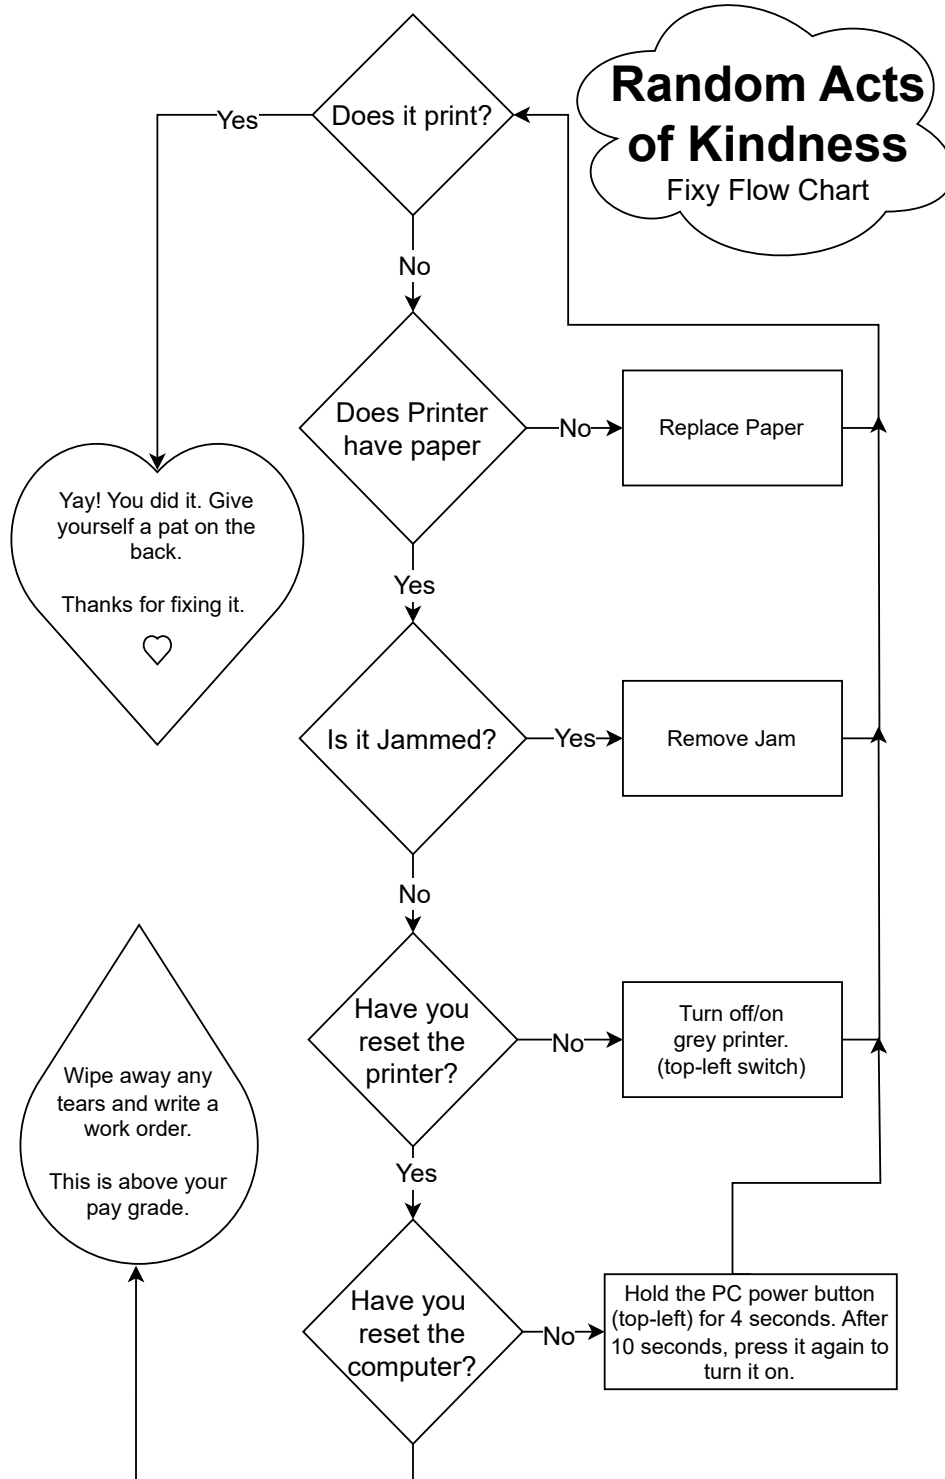 Random Acts
of Kindness
Fixy Flow Chart
Does it print?
Yes
No
Does Printer
have paper
No
Replace Paper
Yay! You did it. Give
yourself a pat on the
back.
Thanks for fixing it.
Yes
Is it Jammed?
Yes
Remove Jam
No
Have you
reset the
printer?
No
Turn off/on
grey printer.
(top-left switch)
Wipe away any
tears and write a
work order.
This is above your
pay grade.
Yes
Have you
reset the
computer?
No
Hold the PC power button
(top-left) for 4 seconds. After
10 seconds, press it again to
turn it on.